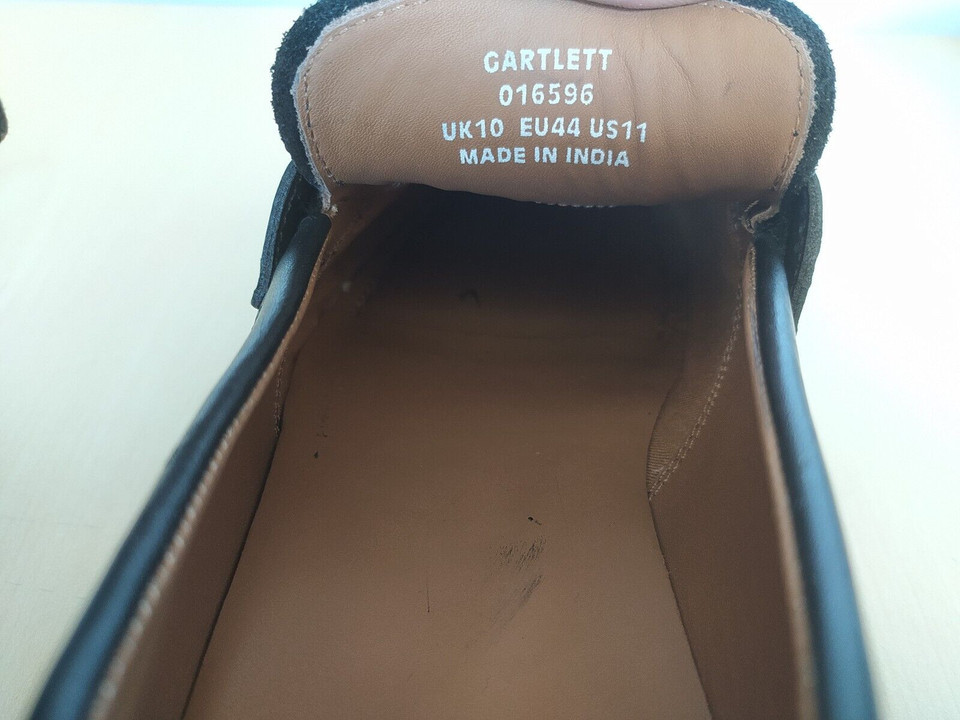 GARTLETT
016596
UK10 EU44 US11
MADE IN INDIA